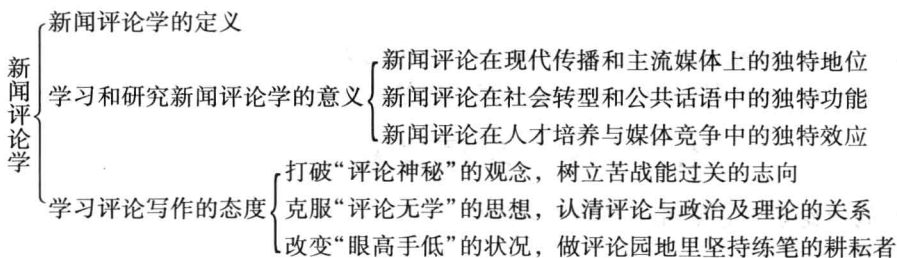 新闻评论学
新闻评论学的定义
学习和研究新闻评论学的意义
新闻评论在现代传播和主流媒体上的独特地位
新闻评论在社会转型和公共话语中的独特功能
新闻评论在人才培养与媒体竞争中的独特效应
学习评论写作的态度
打破“评论神秘”的观念，树立苦战能过关的志向
克服“评论无学”的思想，认清评论与政治及理论的关系
改变“眼高手低”的状况，做评论园地里坚持练笔的耕耘者